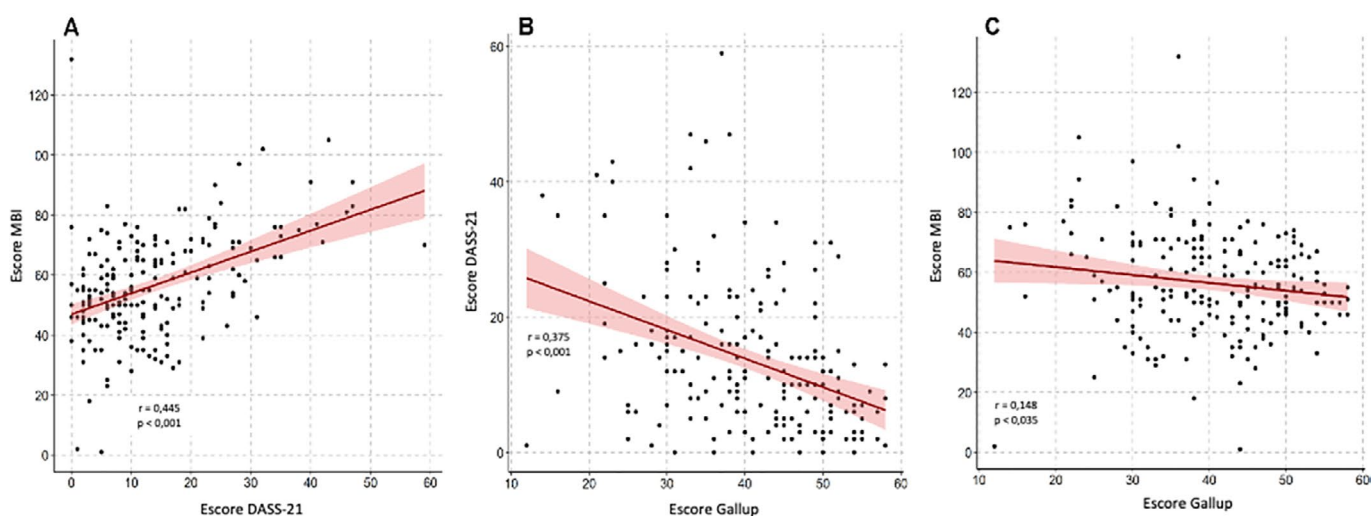 A
B
C
120
00
80
60
40
20
0
Escore MBI
r = 0,445
p < 0,001
0 10 20 30 40 50 60
Escore DASS-21
60
40
20
0
Escore DASS-21
r = 0,375
p < 0,001
10 20 30 40 50 60
Escore Gallup
120
100
80
60
40
20
0
Escore MBI
r = 0,148
p < 0,035
10 20 30 40 50 60
Escore Gallup